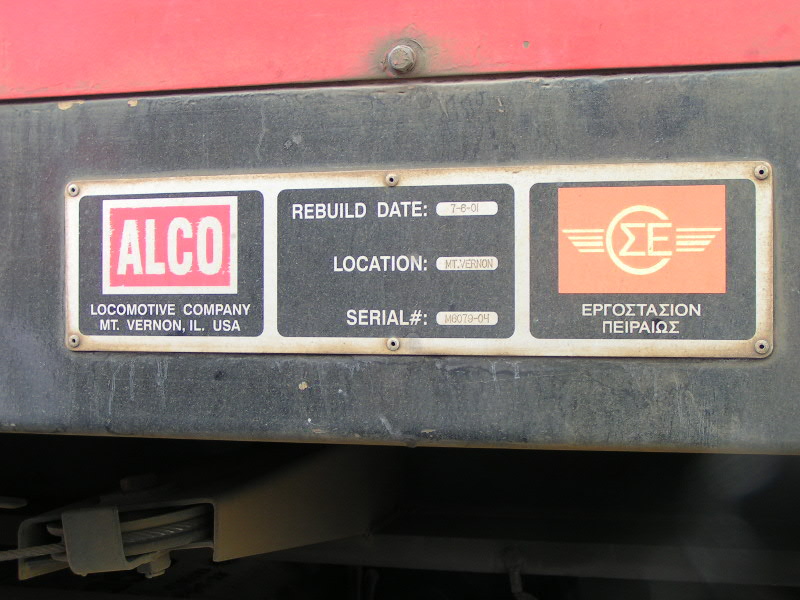 ALCO
LOCOMOTIVE COMPANY
MT. VERNON, IL. USA
REBUILD DATE: 7-6-01
LOCATION: MT.VERNON
SERIAL#: M8079-04
ΟΣΕ
ΕΡΓΟΣΤΑΣΙΟΝ
ΠΕΙΡΑΙΩΣ